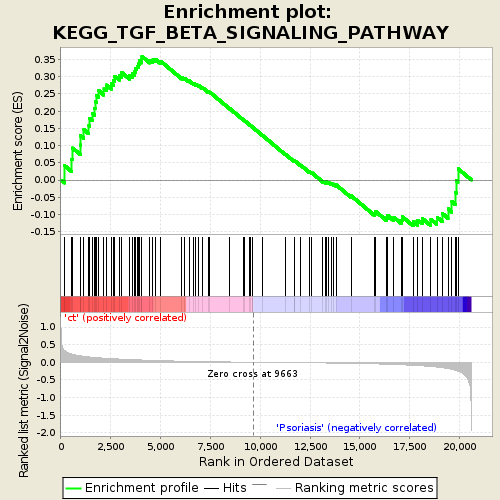 Enrichment plot:
KEGG_TGF_BETA_SIGNALING_PATHWAY
Enrichment score (ES)
0.35
0.30
0.25
0.20
0.15
0.10
0.05
0.00
-0.05
-0.10
-0.15
'ct' (positively correlated)
Ranked list metric (Signal2Noise)
1.0
0.5
0.0
-0.5
-1.0
-1.5
-2.0
Zero cross at 9663
'Psoriasis' (negatively correlated)
0
2,500
5,000
7,500
10,000
12,500
15,000
17,500
20,000
Rank in Ordered Dataset
Enrichment profile
Hits
Ranking metric scores